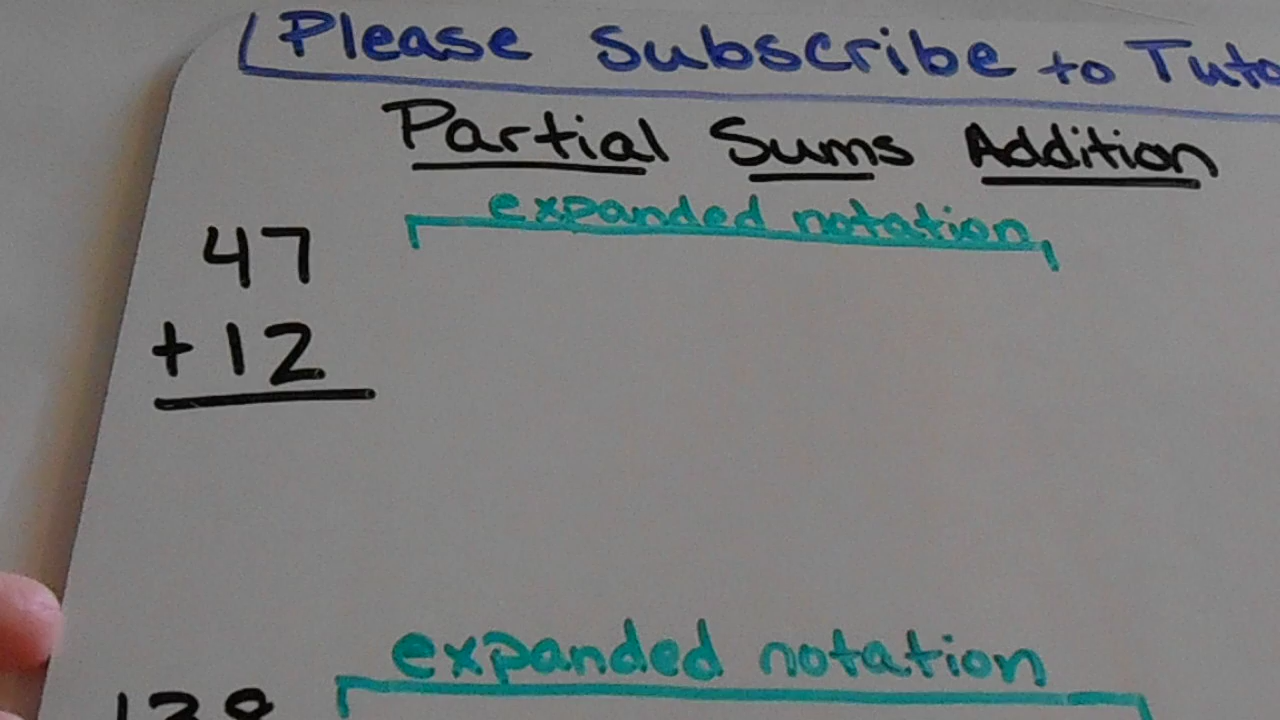 Please Subscribe to
Partial Sums Addition
expanded notation
47
+ 12
expanded notation